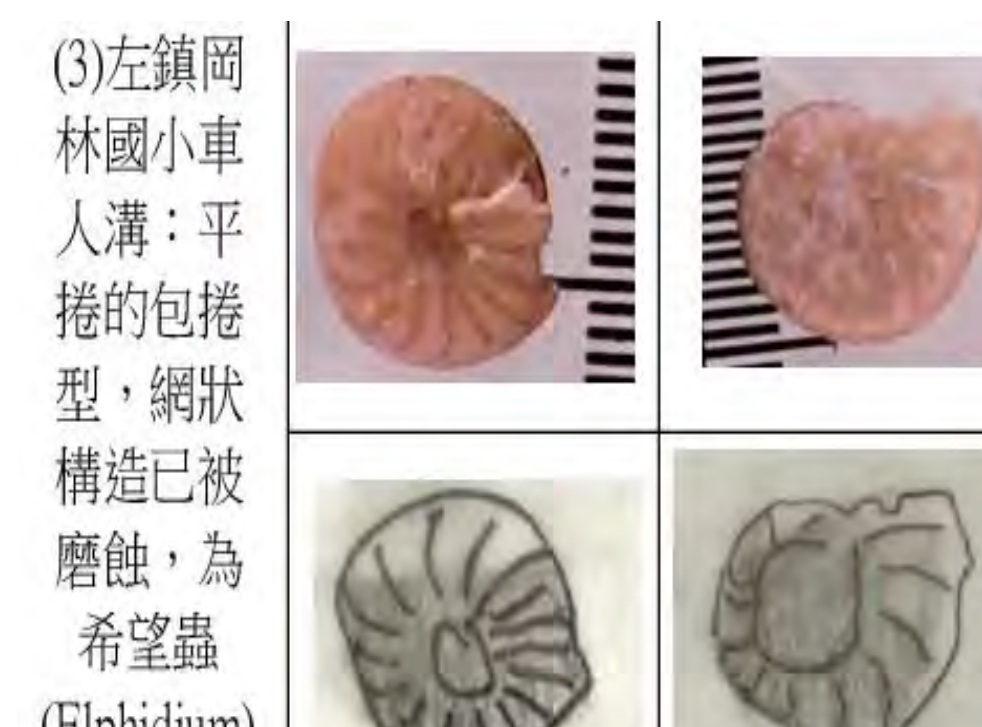 (3)左鎮岡
林國小車
人溝：平
捲的包捲
型，網狀
構造已被
磨蝕，為
希望蟲
(Elphidium)